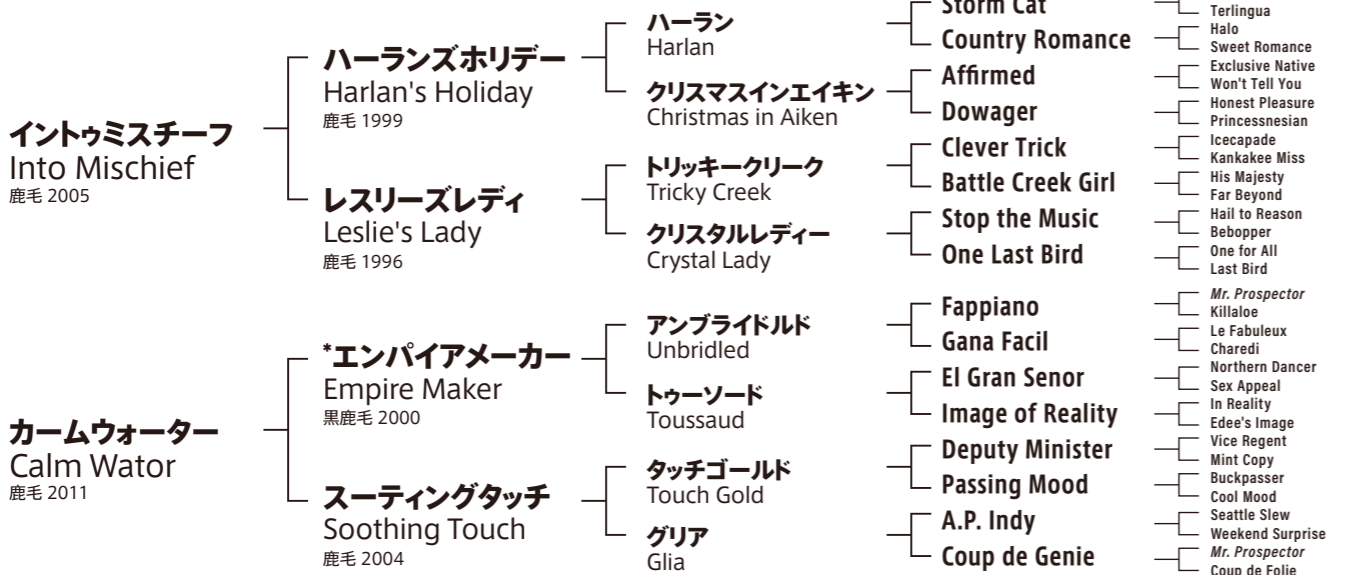 イントゥミスチーフ
Into Mischief
鹿毛 2005
ハーランズホリデー
Harlan's Holiday
鹿毛 1999
レスリーズレディ
Leslie's Lady
鹿毛 1996
ハーラン
Harlan
クリスマスインエイキン
Christmas in Aiken
トリッキークリーク
Tricky Creek
クリスタルレディー
Crystal Lady
Storm Cat
Country Romance
Affirmed
Dowager
Clever Trick
Battle Creek Girl
Stop the Music
One Last Bird
Terlingua
Halo
Sweet Romance
Exclusive Native
Won't Tell You
Honest Pleasure
Princessnesian
Icecapade
Kankakee Miss
His Majesty
Far Beyond
Hail to Reason
Bebopper
One for All
Last Bird
カームウォーター
Calm Wator
鹿毛 2011
*エンパイアメーカー
Empire Maker
黒鹿毛 2000
スーティングタッチ
Soothing Touch
鹿毛 2004
アンブライドルド
Unbridled
トゥーソード
Toussaud
タッチゴールド
Touch Gold
グリア
Glia
Fappiano
Gana Facil
El Gran Senor
Image of Reality
Deputy Minister
Passing Mood
A.P. Indy
Coup de Genie
Mr. Prospector
Killaloe
Le Fabuleux
Charedi
Northern Dancer
Sex Appeal
In Reality
Edee's Image
Vice Regent
Mint Copy
Buckpasser
Cool Mood
Seattle Slew
Weekend Surprise
Mr. Prospector
Coup de Folie